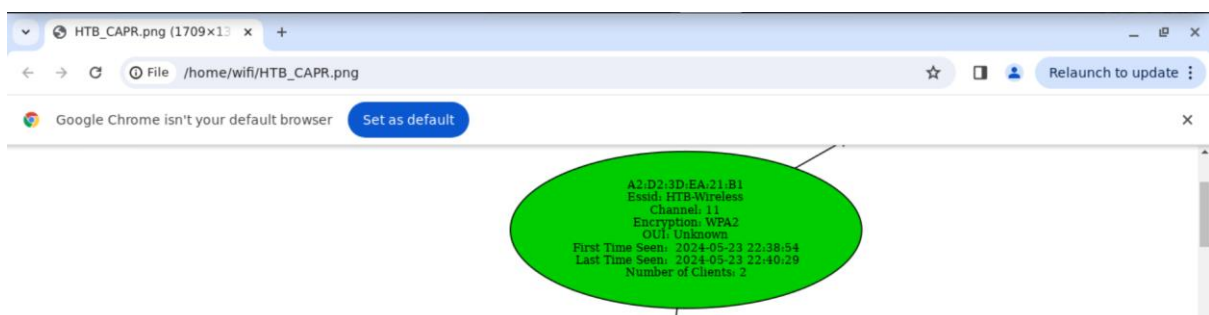 HTB_CAPR.png (1709×13
File /home/wifi/HTB_CAPR.png
Relaunch to update
Google Chrome isn't your default browser
Set as default
A2:D2:3D:EA:21:B1
Essid: HTB-Wireless
Channel: 11
Encryption: WPA2
OUI: Unknown
First Time Seen: 2024-05-23 22:38:54
Last Time Seen: 2024-05-23 22:40:29
Number of Clients: 2